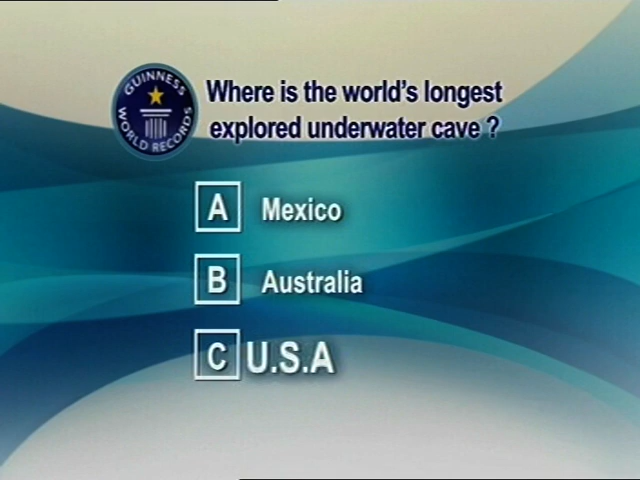 GUINNESS
WORLD RECORDS
Where is the world's longest
explored underwater cave ?
A Mexico
B Australia
C U.S.A